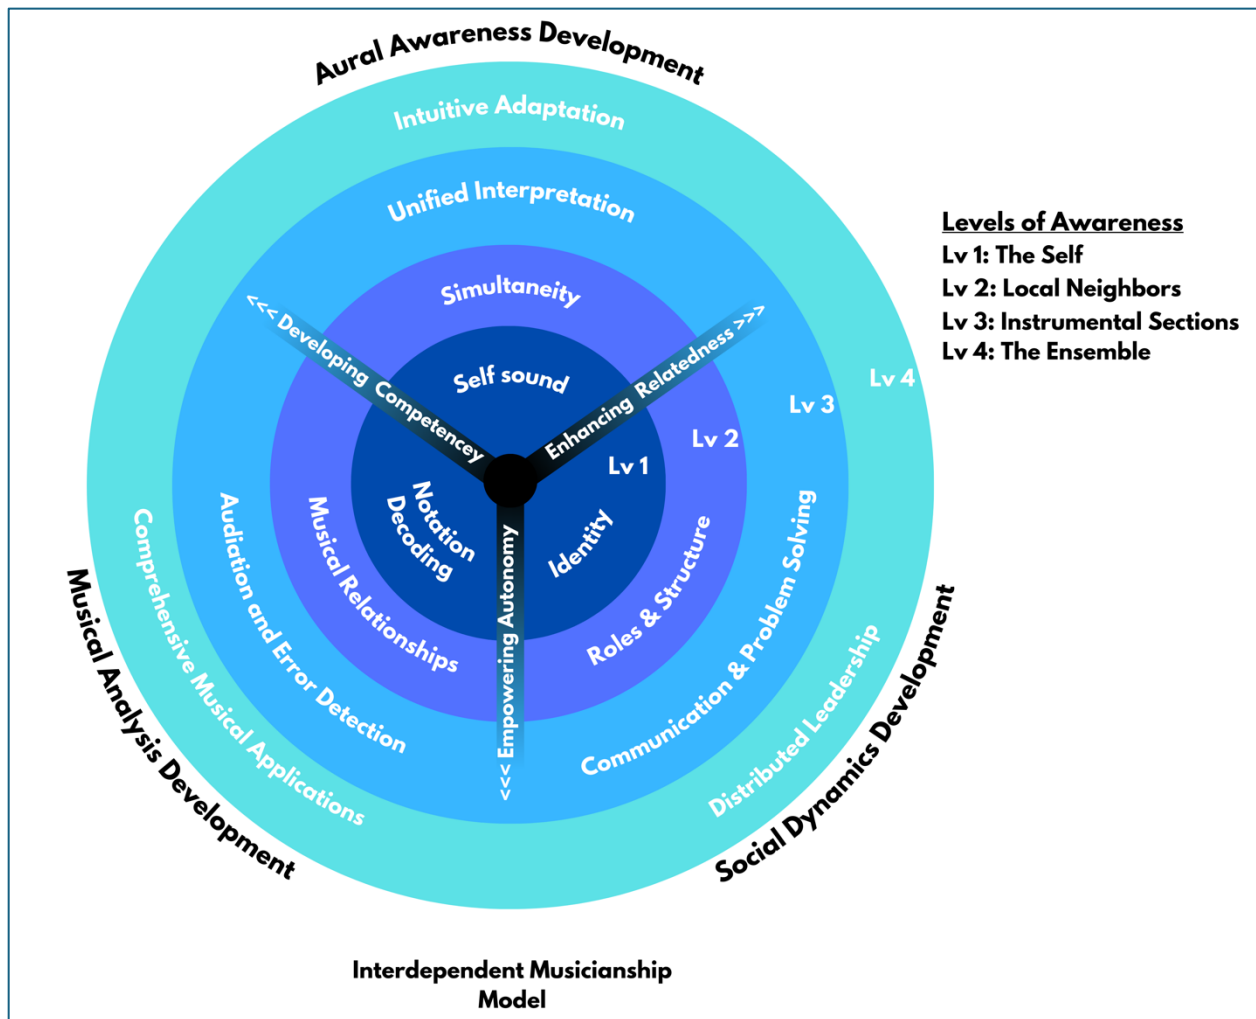 Aural Awareness Development
Intuitive Adaptation
Unified Interpretation
Simultaneity
Self sound
<<< Developing Competencey
Enhancing Relatedness >>>
<<< Empowering Autonomy
Lv 1
Lv 2
Lv 3
Lv 4
Notation
Decoding
Musical Relationships
Audiation and Error Detection
Comprehensive Musical Applications
Musical Analysis Development
Identity
Roles & Structure
Communication & Problem Solving
Distributed Leadership
Social Dynamics Development
Levels of Awareness
Lv 1: The Self
Lv 2: Local Neighbors
Lv 3: Instrumental Sections
Lv 4: The Ensemble
Interdependent Musicianship
Model